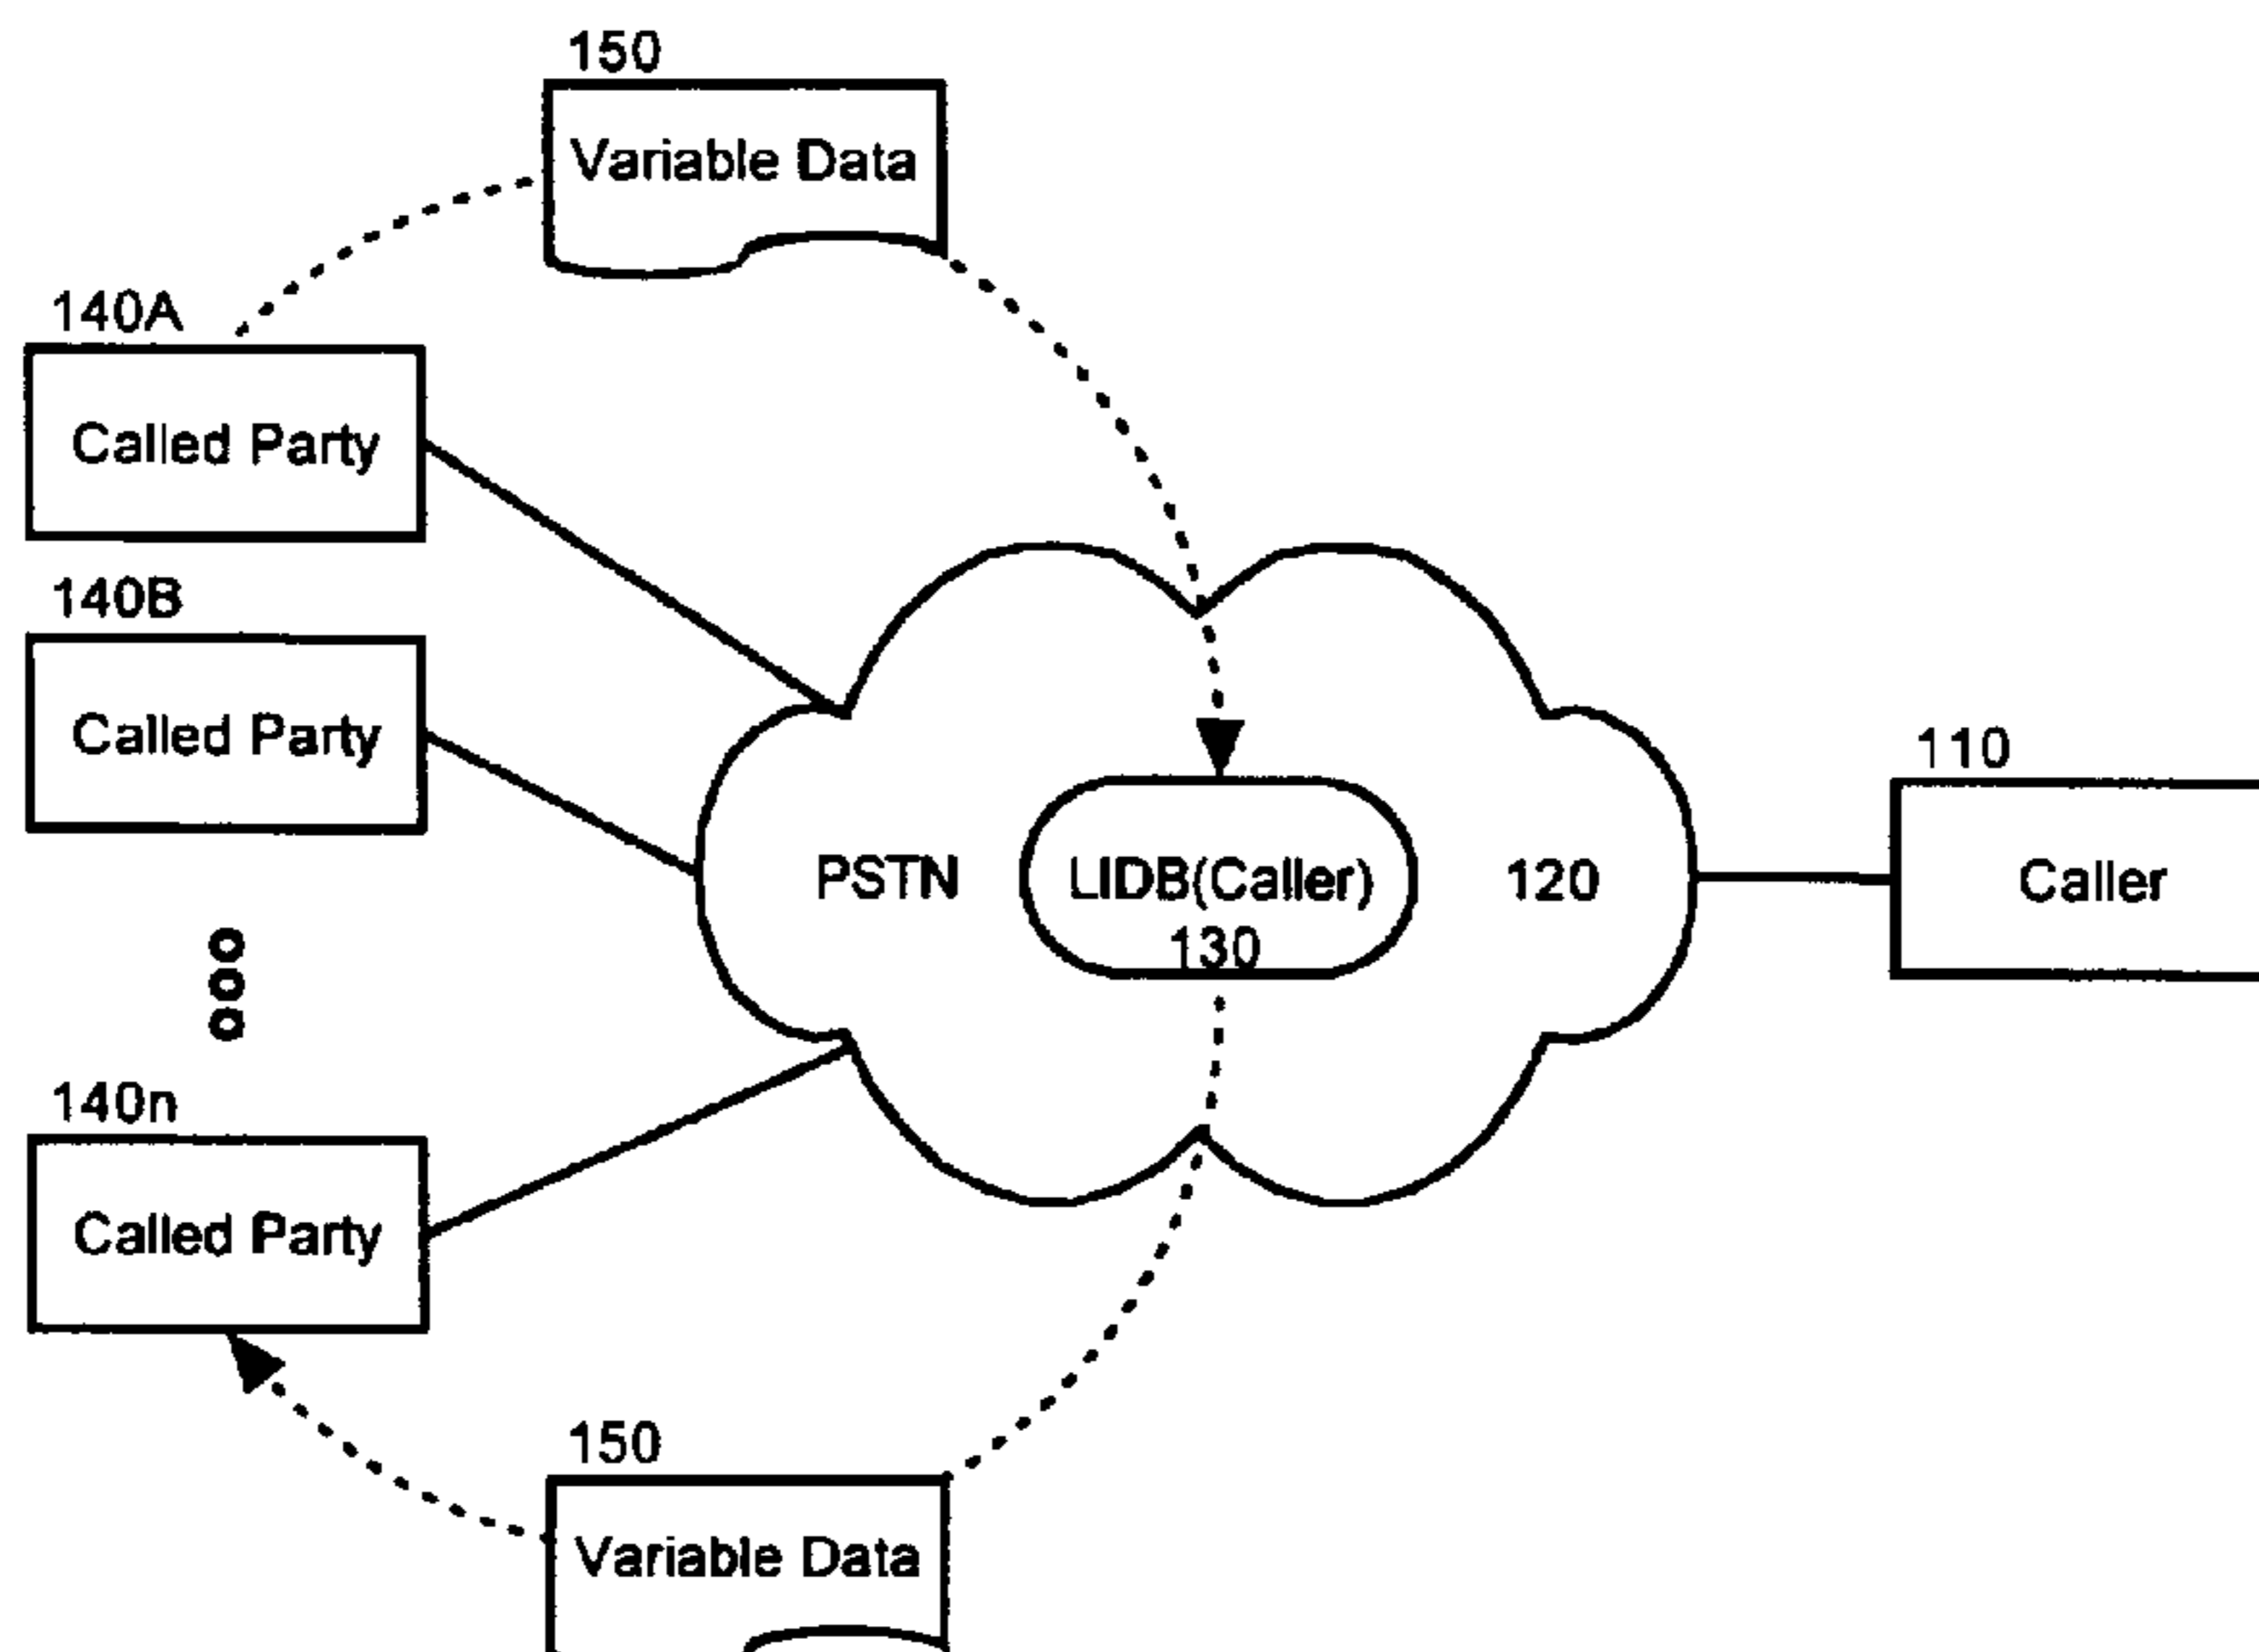 150
Variable Data
140A
Called Party
140B
Called Party
PSTN
LIDB(Caller)
130
120
110
Caller
140n
Called Party
150
Variable Data